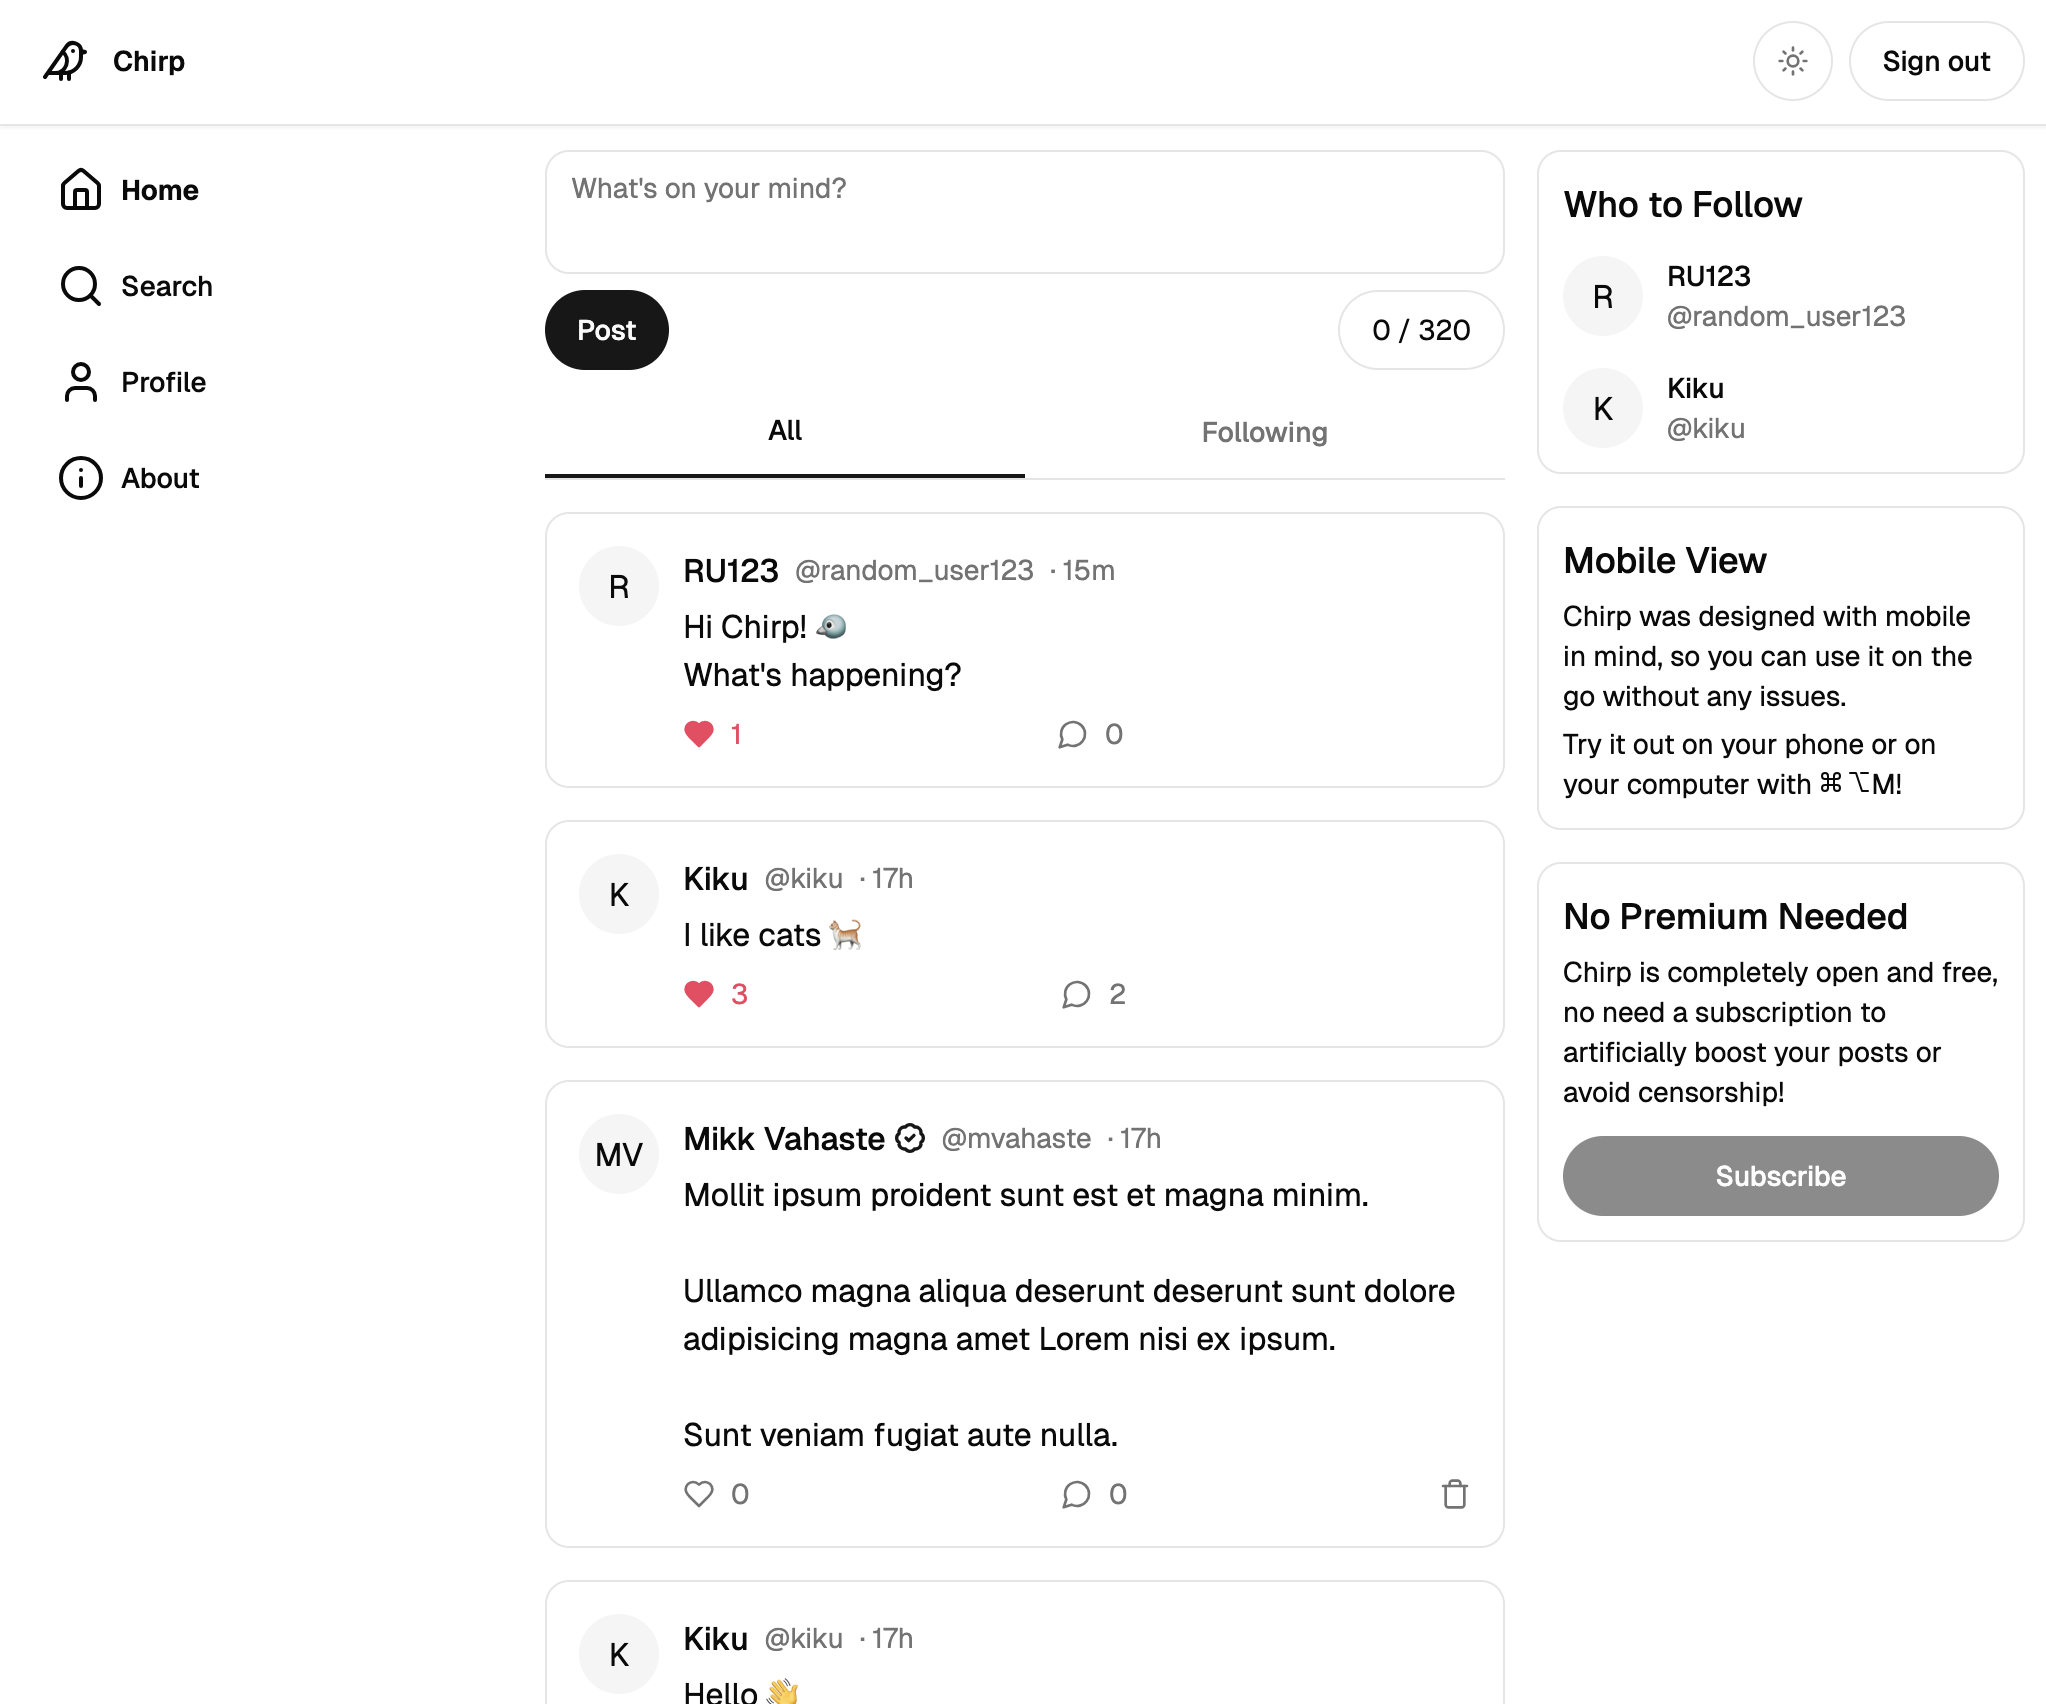 Chirp
Sign out
Home
Search
Profile
About
What's on your mind?
Post
0 / 320
All
Following
R
RU123 @random_user123 · 15m
Hi Chirp! 🐦
What's happening?
1
0
K
Kiku @kiku · 17h
I like cats 🐈
3
2
MV
Mikk Vahaste @mvahaste · 17h
Mollit ipsum proident sunt est et magna minim.
Ullamco magna aliqua deserunt deserunt sunt dolore
adipisicing magna amet Lorem nisi ex ipsum.
Sunt veniam fugiat aute nulla.
0
0
K
Kiku @kiku · 17h
Hello 👋
Who to Follow
R
RU123
@random_user123
K
Kiku
@kiku
Mobile View
Chirp was designed with mobile
in mind, so you can use it on the
go without any issues.
Try it out on your phone or on
your computer with ⌘⌥M!
No Premium Needed
Chirp is completely open and free,
no need a subscription to
artificially boost your posts or
avoid censorship!
Subscribe